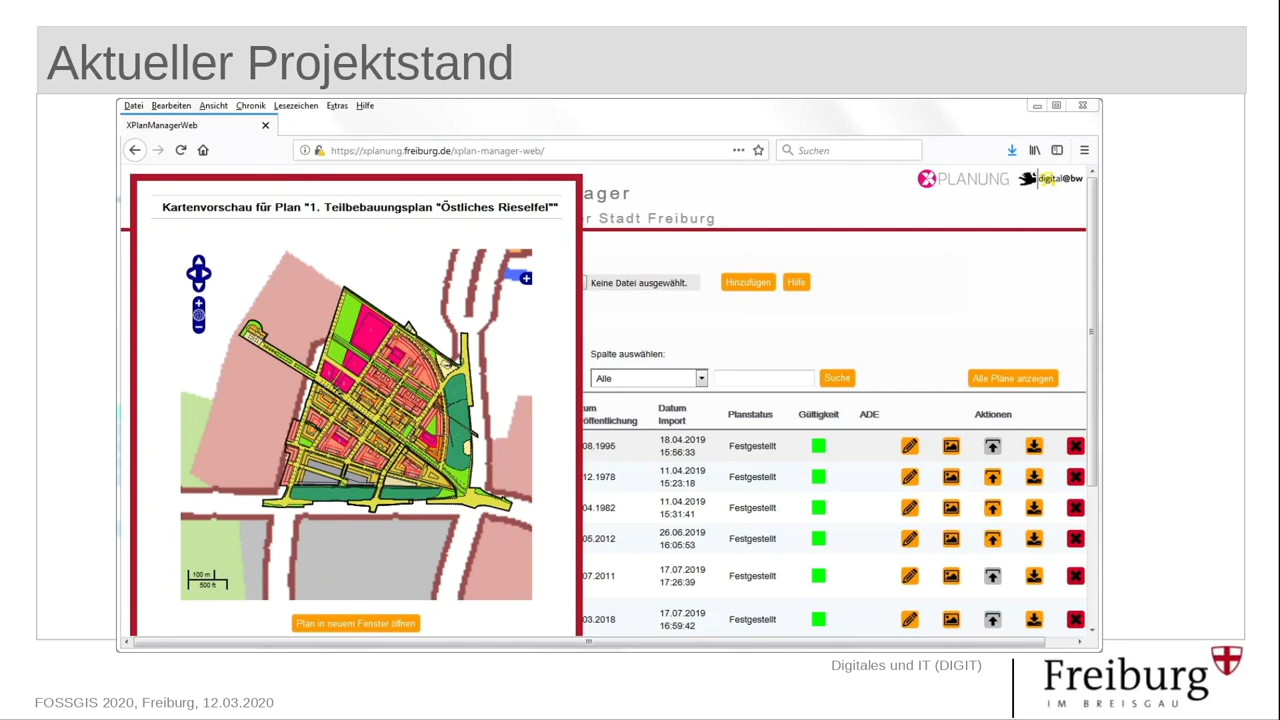 Aktueller Projektstand
Datei Bearbeiten Ansicht Chronik Lesezeichen Extras Hilfe
XPlanManagerWeb
https://xplanung.freiburg.de/xplan-manager-web/
Suchen
XPLANUNG digital@bw
ager
er Stadt Freiburg
Kartenvorschau für Plan "1. Teilbebauungsplan "Östliches Rieselfel""
Keine Datei ausgewählt. Hinzufügen Hilfe
Spalte auswählen:
Alle Suche Alle Pläne anzeigen
um
öffentlichung Datum
Import Planstatus Gültigkeit ADE Aktionen
08.1995 18.04.2019
15:56:33 Festgestellt
12.1978 11.04.2019
15:23:18 Festgestellt
04.1982 11.04.2019
15:31:41 Festgestellt
05.2012 26.06.2019
16:05:53 Festgestellt
07.2011 17.07.2019
17:26:39 Festgestellt
03.2018 17.07.2019
16:59:42 Festgestellt
100 m
500 ft
Plan in neuem Fenster öffnen
Digitales und IT (DIGIT)
Freiburg
IM BREISGAU
FOSSGIS 2020, Freiburg, 12.03.2020